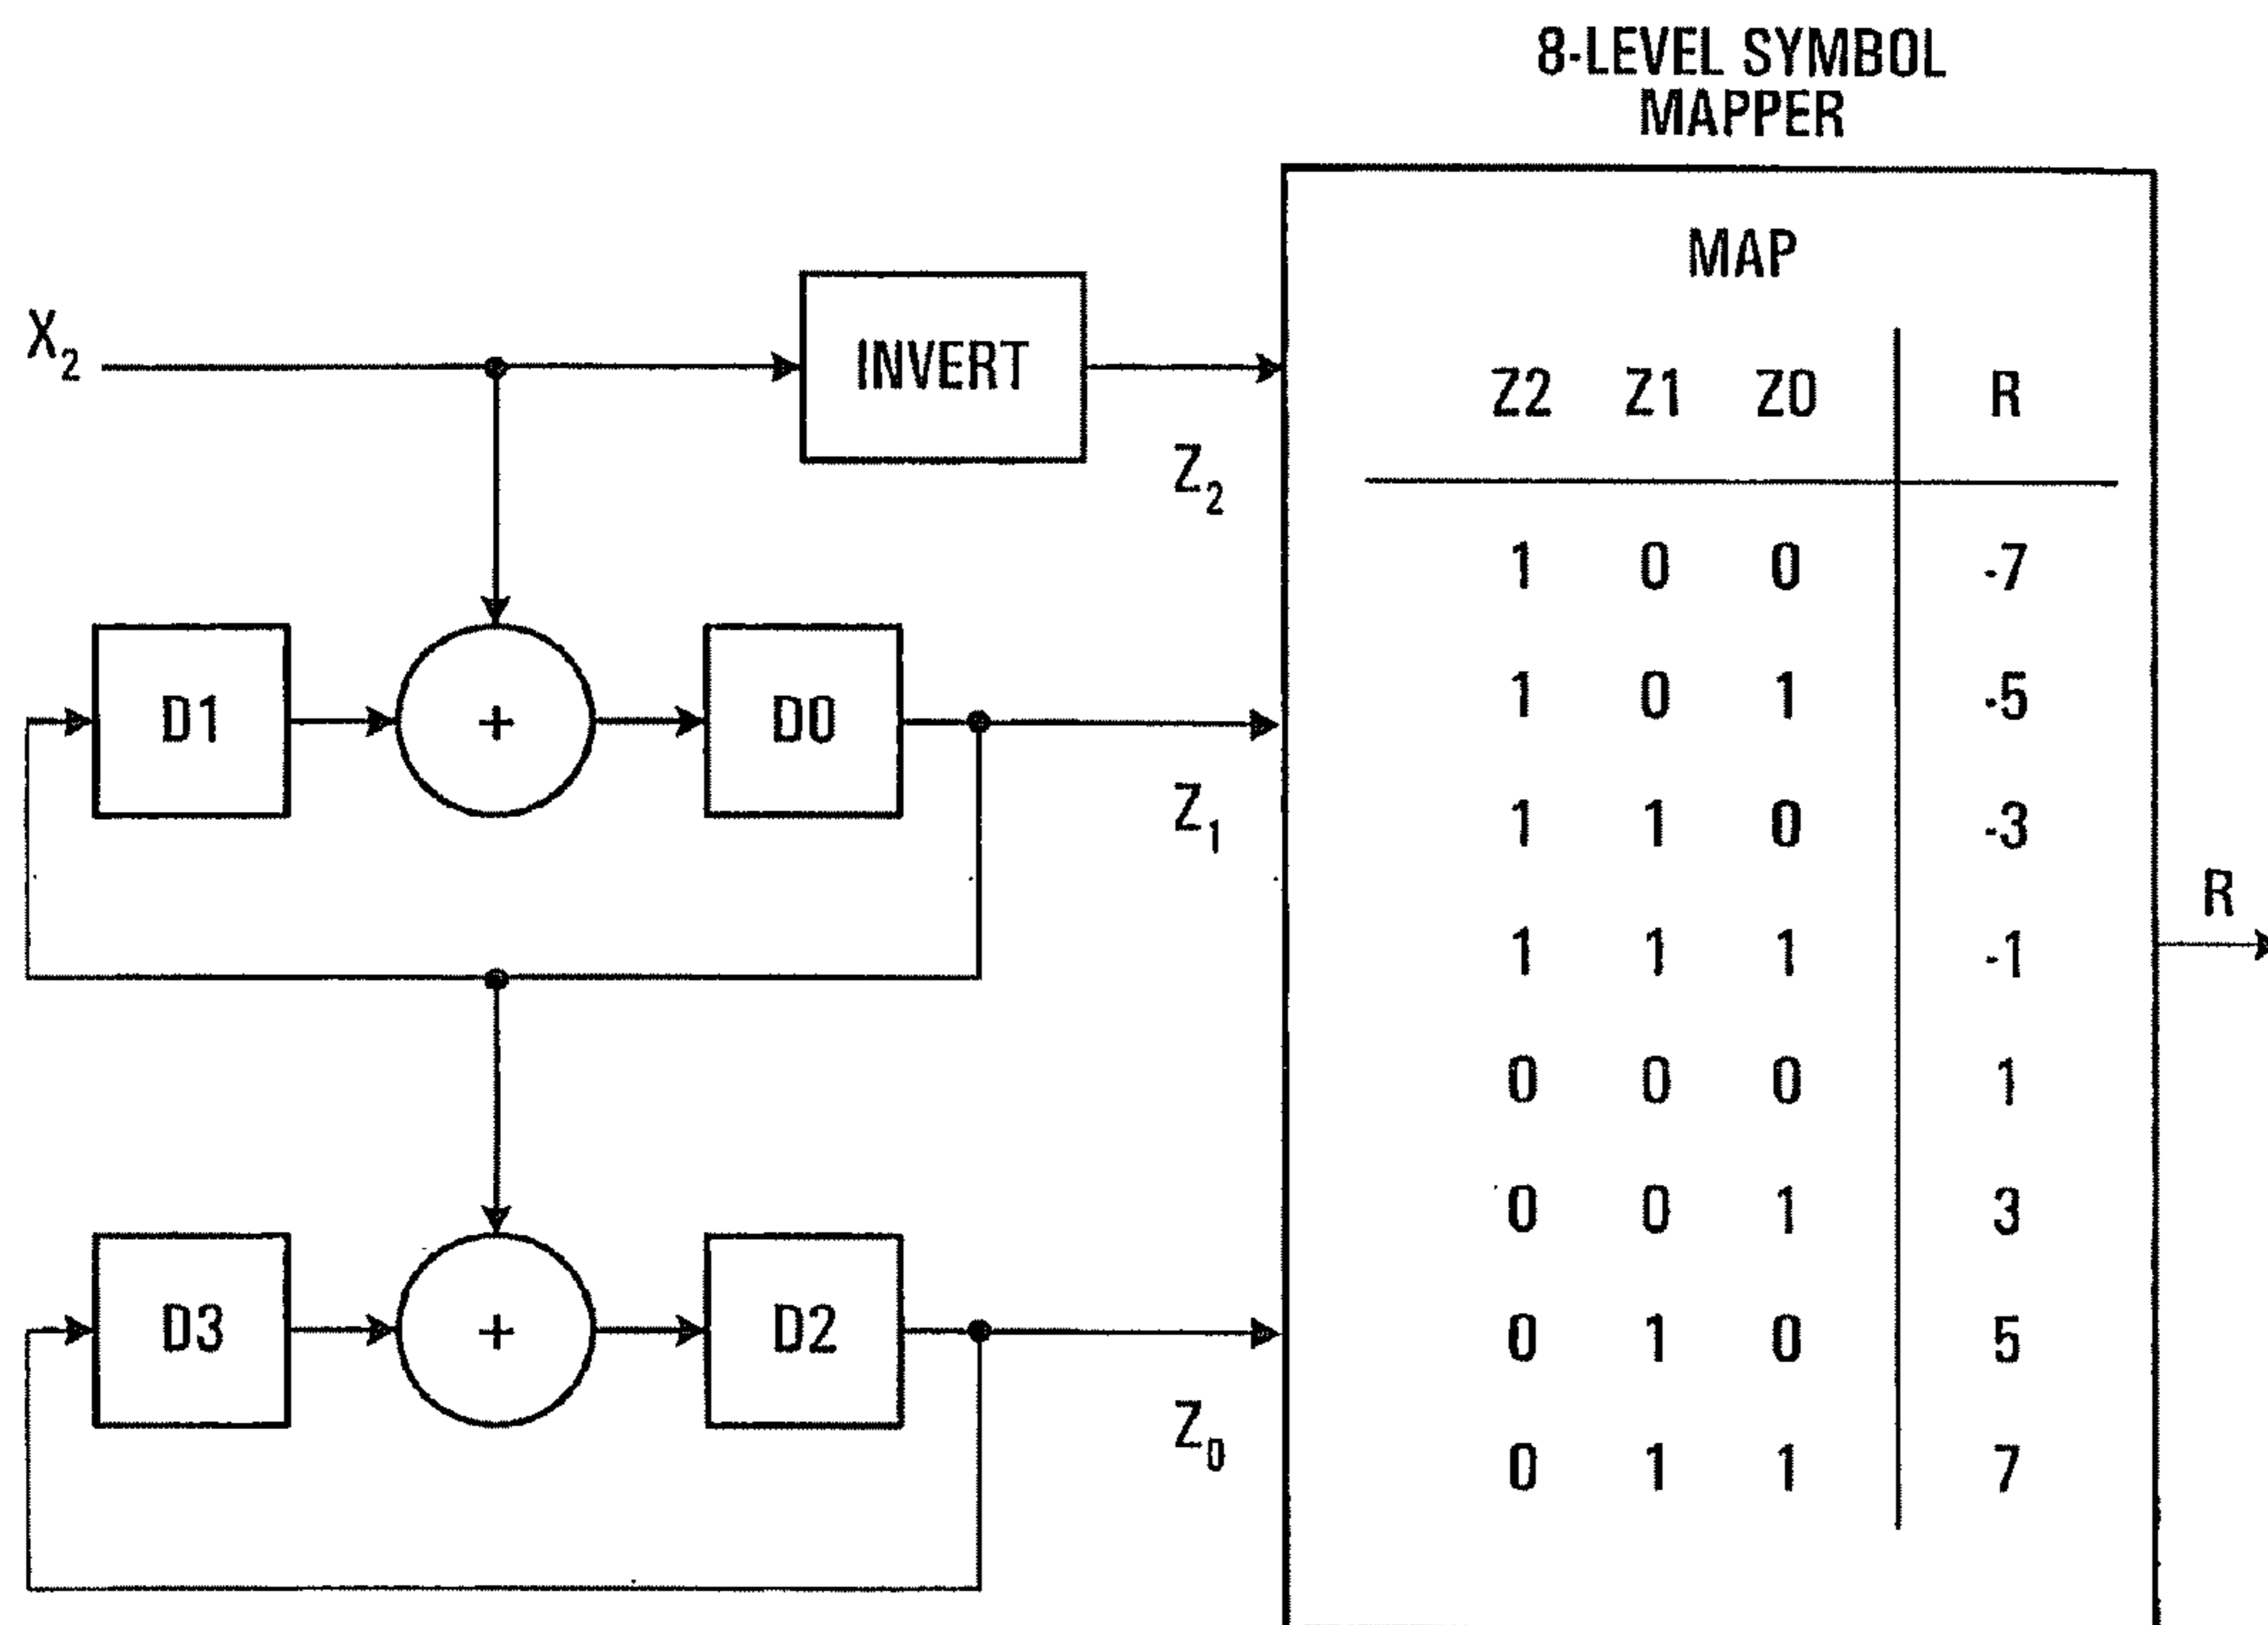 8-LEVEL SYMBOL
MAPPER
MAP
X₂
INVERT
Z₂
Z2 Z1 Z0 R
1 0 0 -7
1 0 1 -5
1 1 0 -3
1 1 1 -1
0 0 0 1
0 0 1 3
0 1 0 5
0 1 1 7
D1
+
D0
Z₁
R
D3
+
D2
Z₀